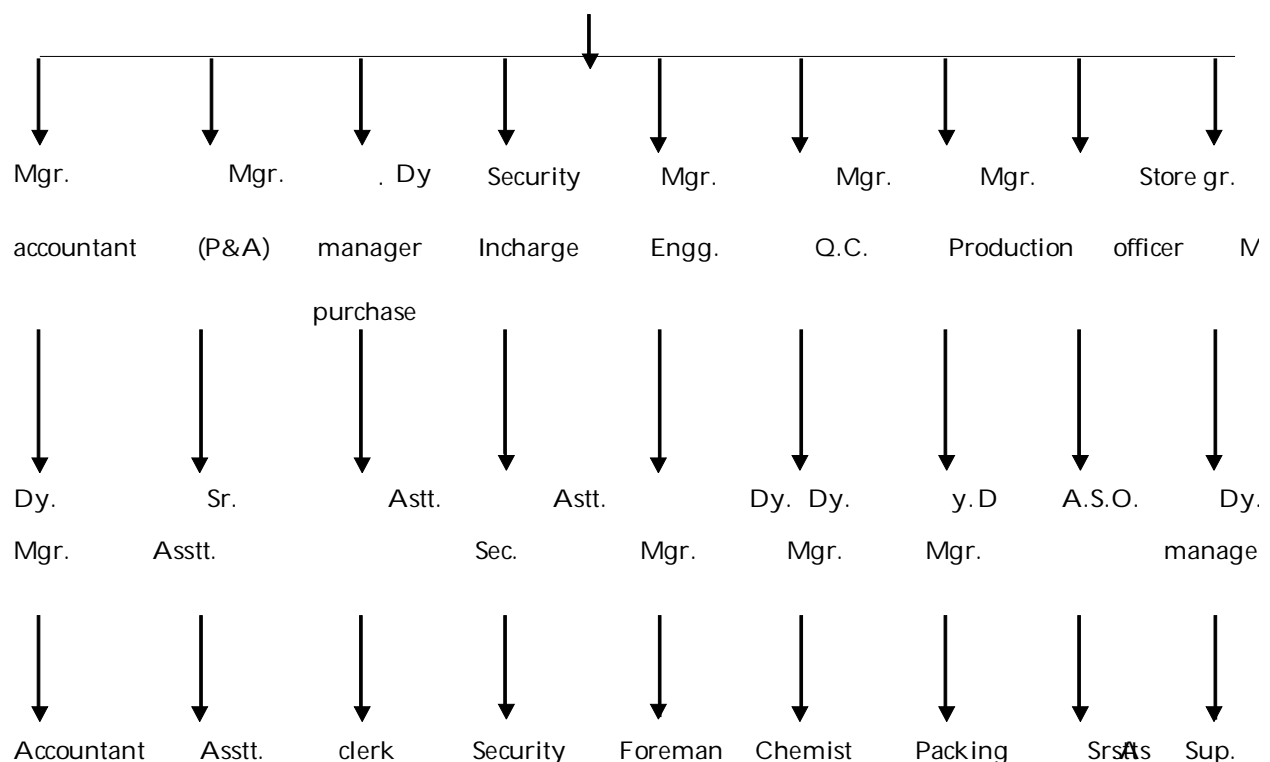 Mgr. Mgr. . Dy Security Mgr. Mgr. Mgr. Store gr.
accountant (P&A) manager Incharge Engg. Q.C. Production officer M
purchase
Dy. Sr. Astt. Astt. Dy. Dy. y.D A.S.O. Dy.
Mgr. Asstt. Sec. Mgr. Mgr. Mgr. manage
Accountant Asstt. clerk Security Foreman Chemist Packing Sup.